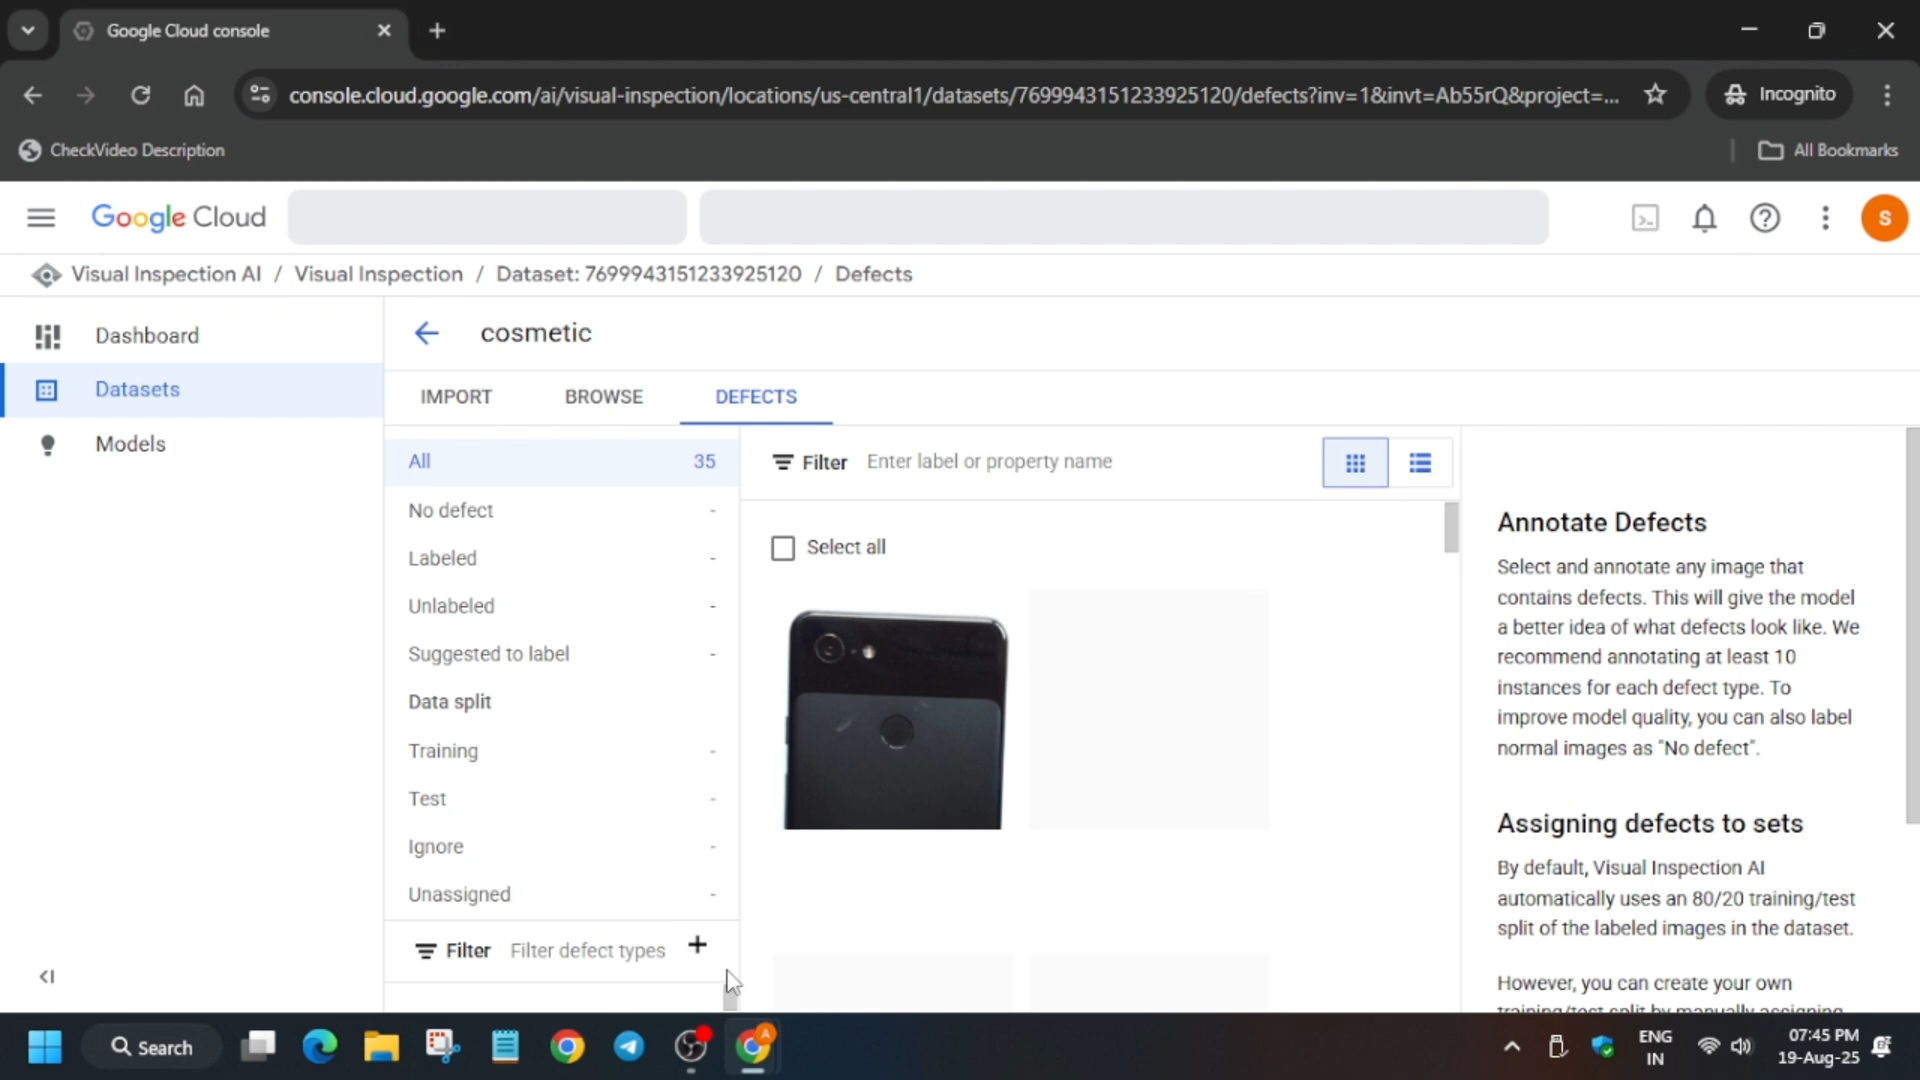 Google Cloud console
console.cloud.google.com/ai/visual-inspection/locations/us-central1/datasets/7699943151233925120/defects?inv=1&invt=Ab55rQ&project=...
Incognito
CheckVideo Description
All Bookmarks
Google Cloud
S
Visual Inspection AI / Visual Inspection / Dataset: 7699943151233925120 / Defects
Dashboard
Datasets
Models
cosmetic
IMPORT
BROWSE
DEFECTS
All 35
No defect -
Labeled -
Unlabeled -
Suggested to label -
Data split
Training -
Test -
Ignore -
Unassigned -
Filter Filter defect types
Filter Enter label or property name
Select all
Annotate Defects
Select and annotate any image that
contains defects. This will give the model
a better idea of what defects look like. We
recommend annotating at least 10
instances for each defect type. To
improve model quality, you can also label
normal images as "No defect".
Assigning defects to sets
By default, Visual Inspection AI
automatically uses an 80/20 training/test
split of the labeled images in the dataset.
However, you can create your own
training/test split by manually assigning
Search
A
ENG
IN
07:45 PM
19-Aug-25